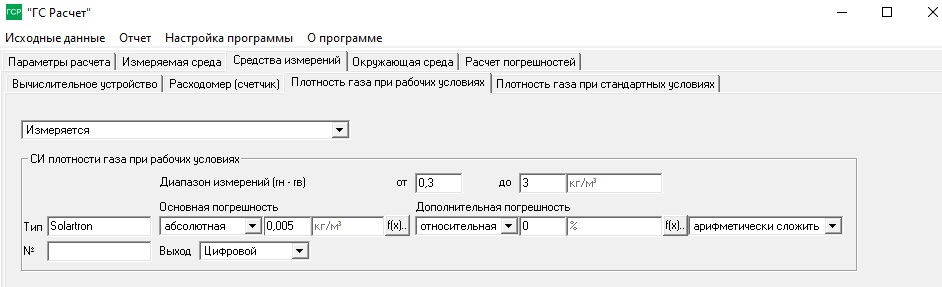 ГСР "ГС Расчет"
Исходные данные Отчет Настройка программы О программе
Параметры расчета Измеряемая среда Средства измерений Окружающая среда Расчет погрешностей
Вычислительное устройство Расходомер (счетчик) Плотность газа при рабочих условиях Плотность газа при стандартных условиях
Измеряется
СИ плотности газа при рабочих условиях
Диапазон измерений (rн - rв) от 0,3 до 3 кг/м³
Основная погрешность Дополнительная погрешность
Тип Solartron абсолютная 0,005 кг/м³ f(x).. относительная 0 % f(x).. арифметически сложить
№ Выход Цифровой